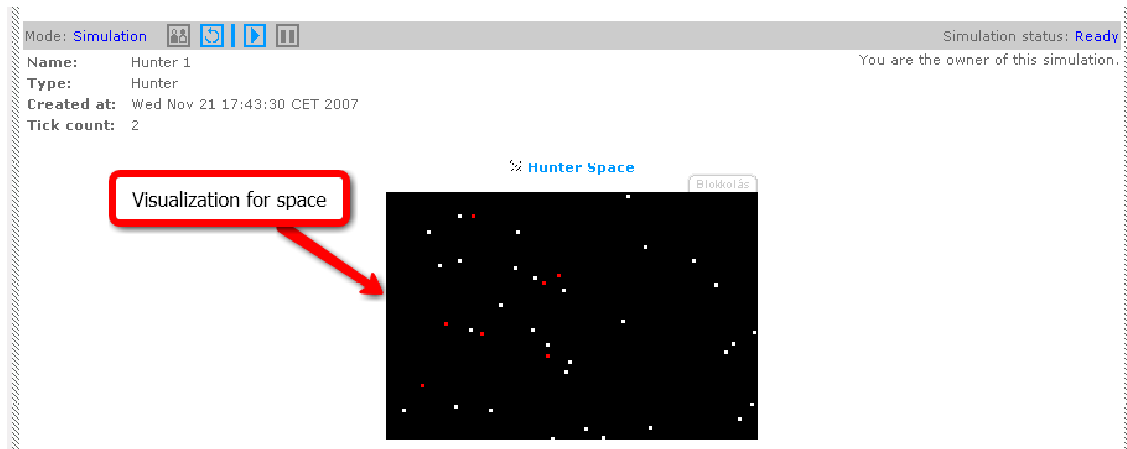 Mode: Simulation Simulation status: Ready
Name: Hunter 1 You are the owner of this simulation.
Type: Hunter
Created at: Wed Nov 21 17:43:30 CET 2007
Tick count: 2
Hunter Space
Blokkolás
Visualization for space